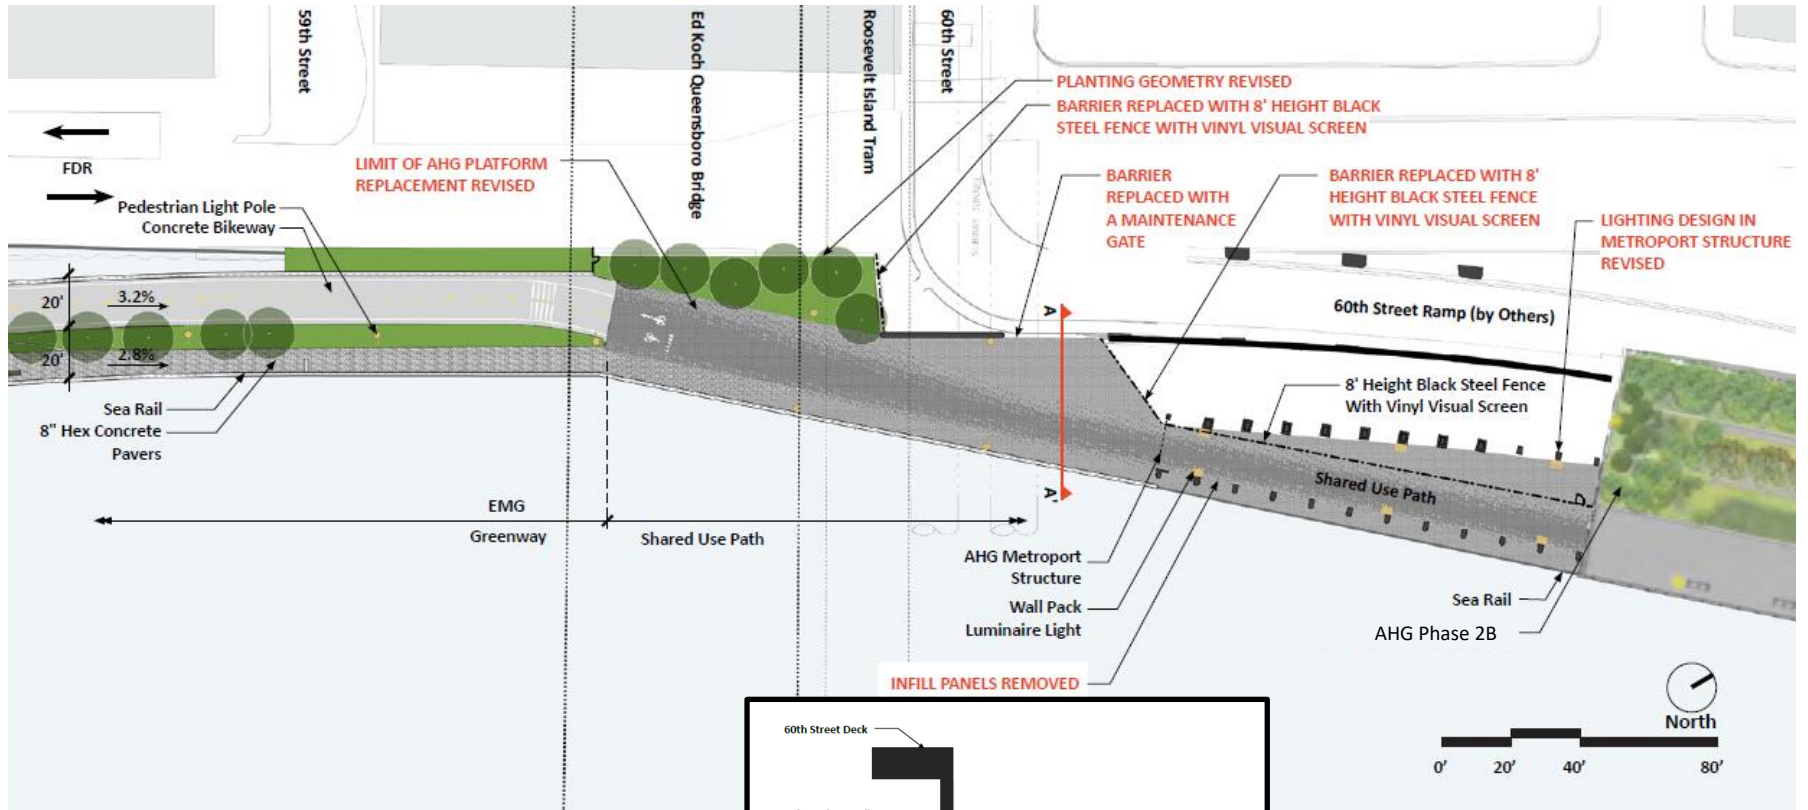 59th Street
Ed Koch Queensboro Bridge
Roosevelt Island Tram
60th Street
PLANTING GEOMETRY REVISED
BARRIER REPLACED WITH 8' HEIGHT BLACK
STEEL FENCE WITH VINYL VISUAL SCREEN
FDR
LIMIT OF AHG PLATFORM
REPLACEMENT REVISED
BARRIER
REPLACED WITH
A MAINTENANCE
GATE
BARRIER REPLACED WITH 8'
HEIGHT BLACK STEEL FENCE
WITH VINYL VISUAL SCREEN
LIGHTING DESIGN IN
METROPORT STRUCTURE
REVISED
Pedestrian Light Pole
Concrete Bikeway
20'
3.2%
20'
2.8%
A
A'
60th Street Ramp (by Others)
8' Height Black Steel Fence
With Vinyl Visual Screen
Sea Rail
8" Hex Concrete
Pavers
Shared Use Path
EMG
Greenway
Shared Use Path
AHG Metroport
Structure
Wall Pack
Luminaire Light
Sea Rail
AHG Phase 2B
INFILL PANELS REMOVED
60th Street Deck
North
0'
20'
40'
80'